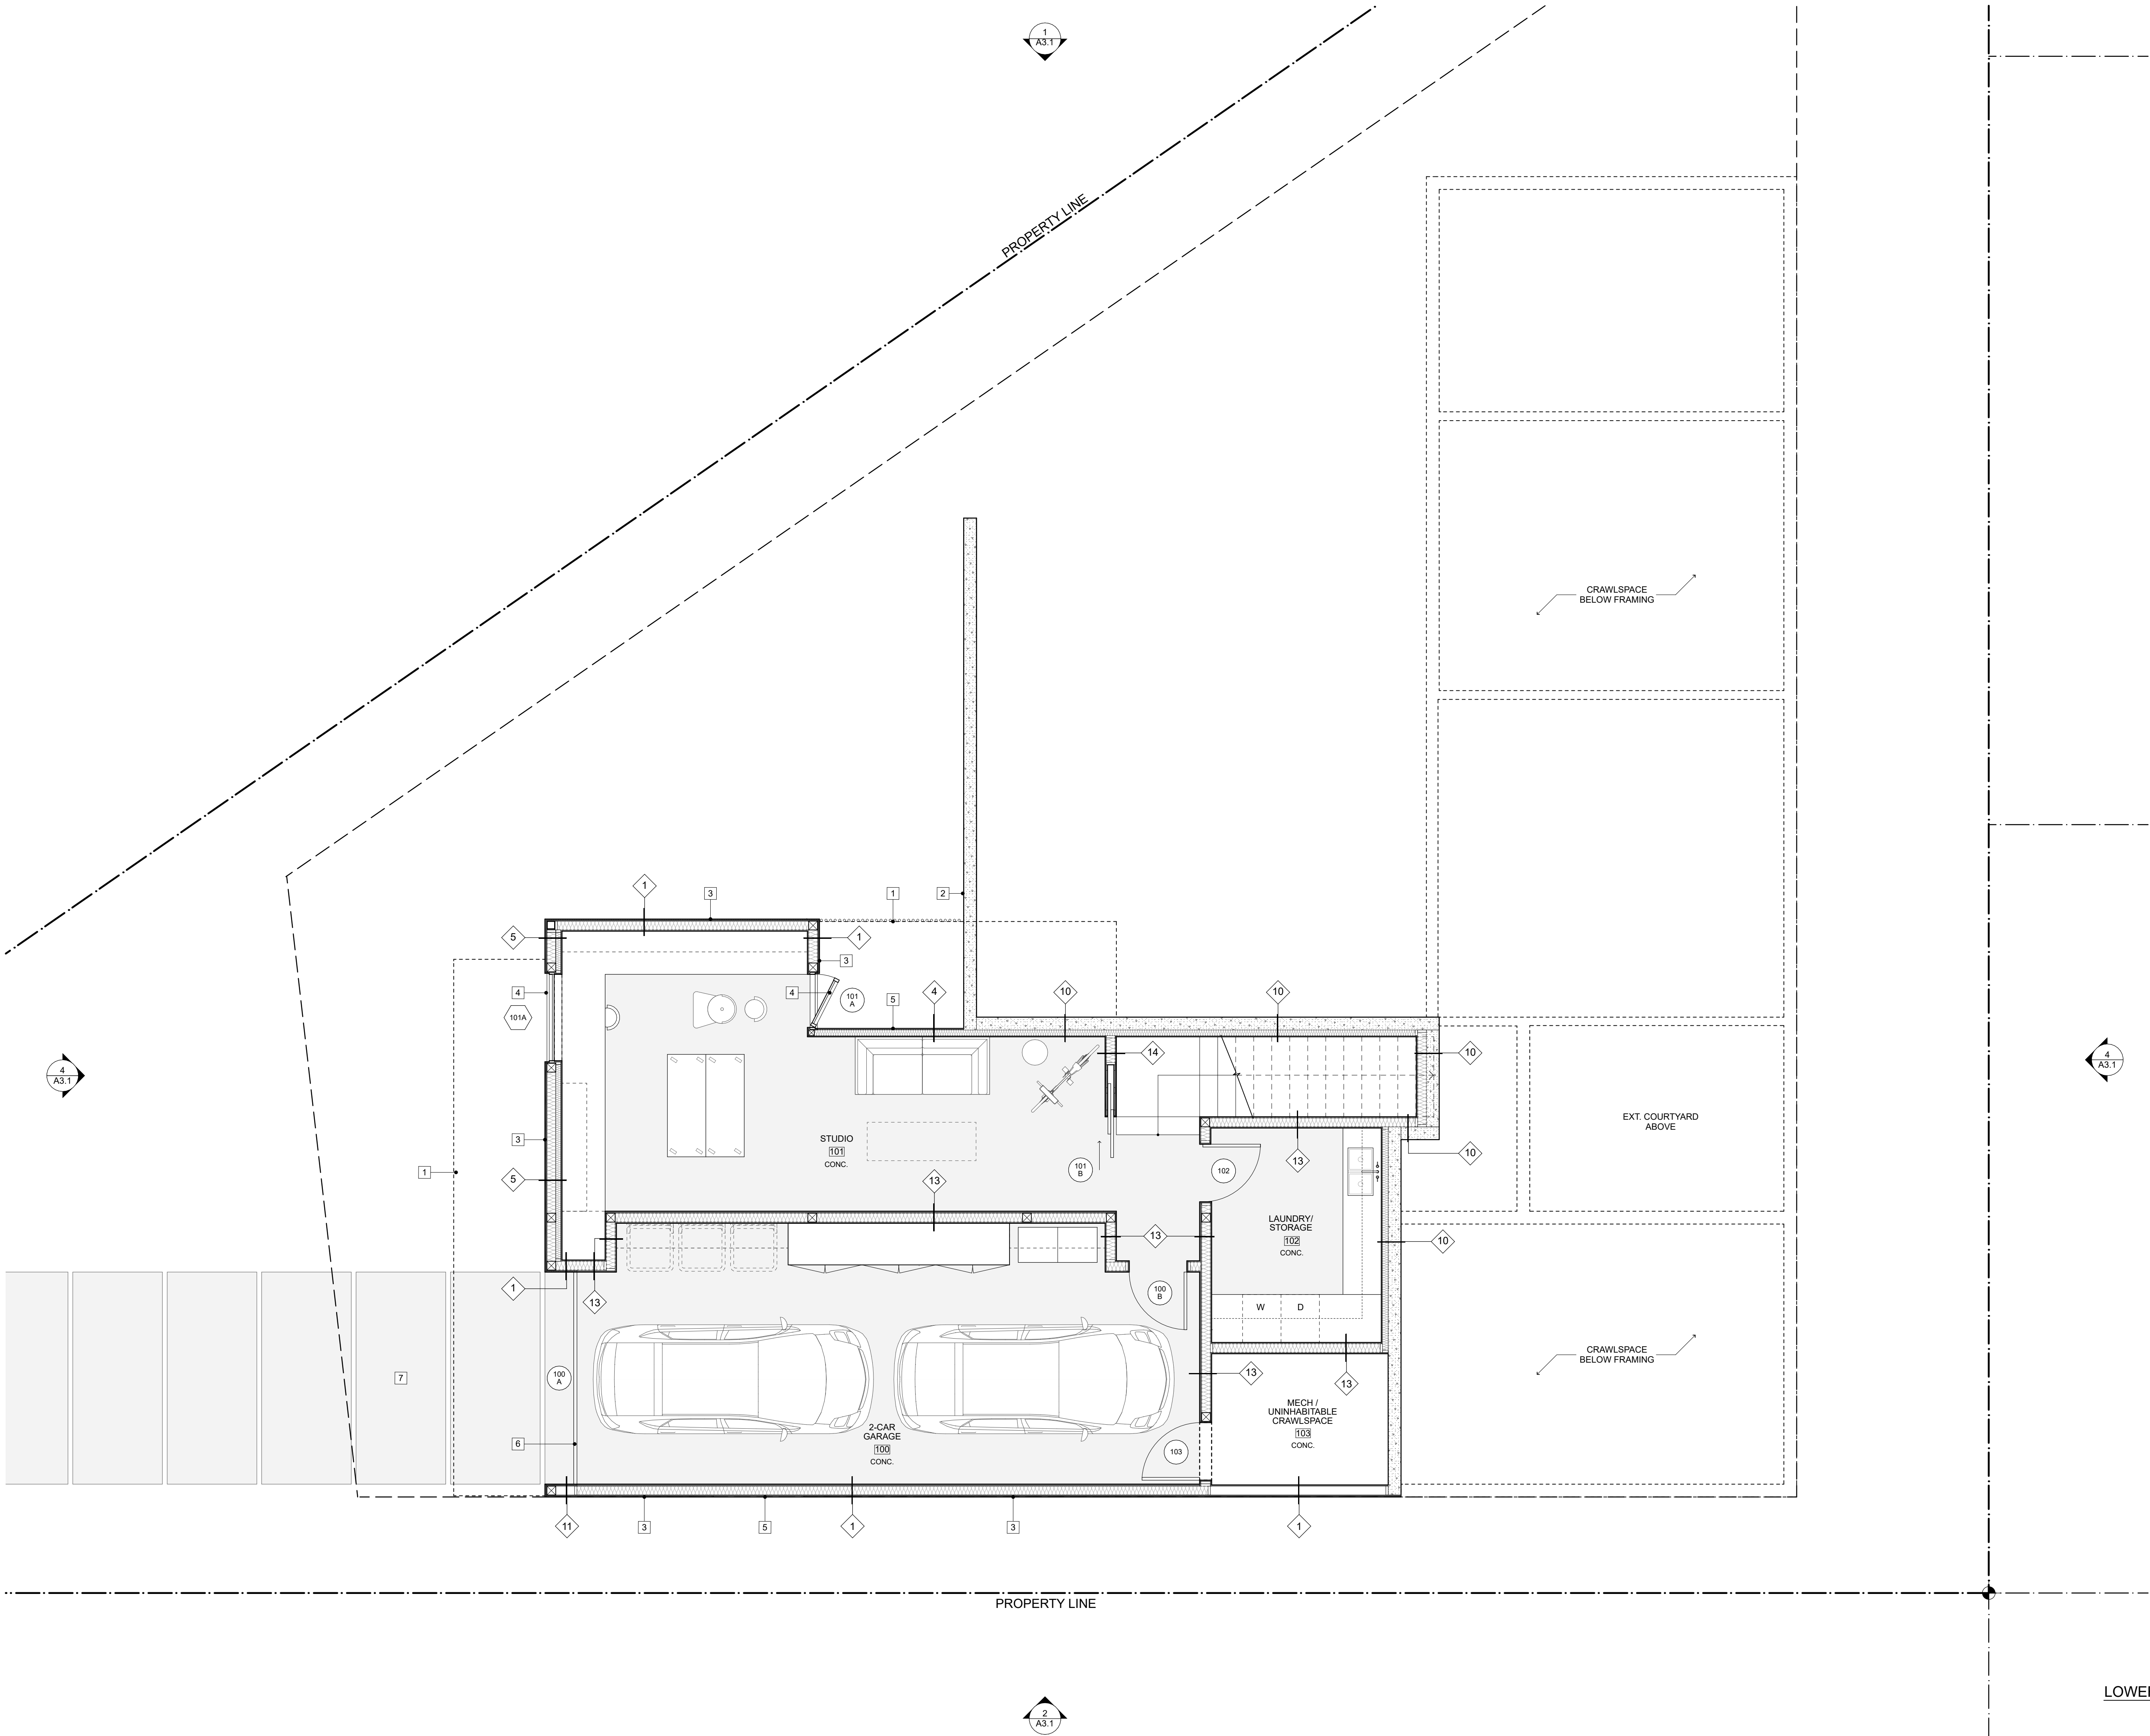 1
A3.1
PROPERTY LINE
CRAWLSPACE
BELOW FRAMING
1
3
1
2
5
1
3
4
4
101
A
5
4
10
10
101A
14
10
4
A3.1
4
A3.1
EXT. COURTYARD
ABOVE
3
STUDIO
101
CONC.
10
13
1
101
B
102
5
13
LAUNDRY/
STORAGE
102
CONC.
13
10
1
13
100
B
W
D
CRAWLSPACE
BELOW FRAMING
7
100
A
13
13
MECH /
UNINHABITABLE
CRAWLSPACE
103
CONC.
2-CAR
GARAGE
100
CONC.
6
103
11
3
5
1
3
1
PROPERTY LINE
2
A3.1